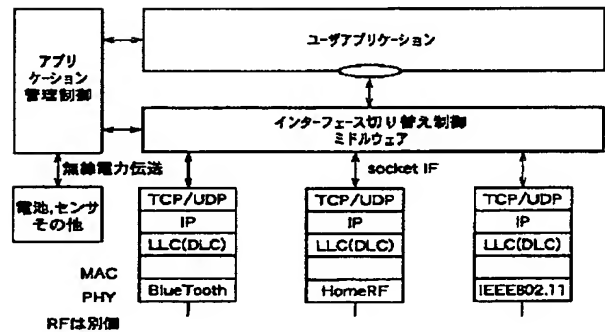 アプリ
ケーション
管理制御
ユーザアプリケーション
インターフェース切り替え制御
ミドルウェア
無線電力伝送
socket IF
電池,センサ
その他
TCP/UDP
IP
LLC(DLC)
BlueTooth
TCP/UDP
IP
LLC(DLC)
HomeRF
TCP/UDP
IP
LLC(DLC)
IEEE802.11
MAC
PHY
RFは別個